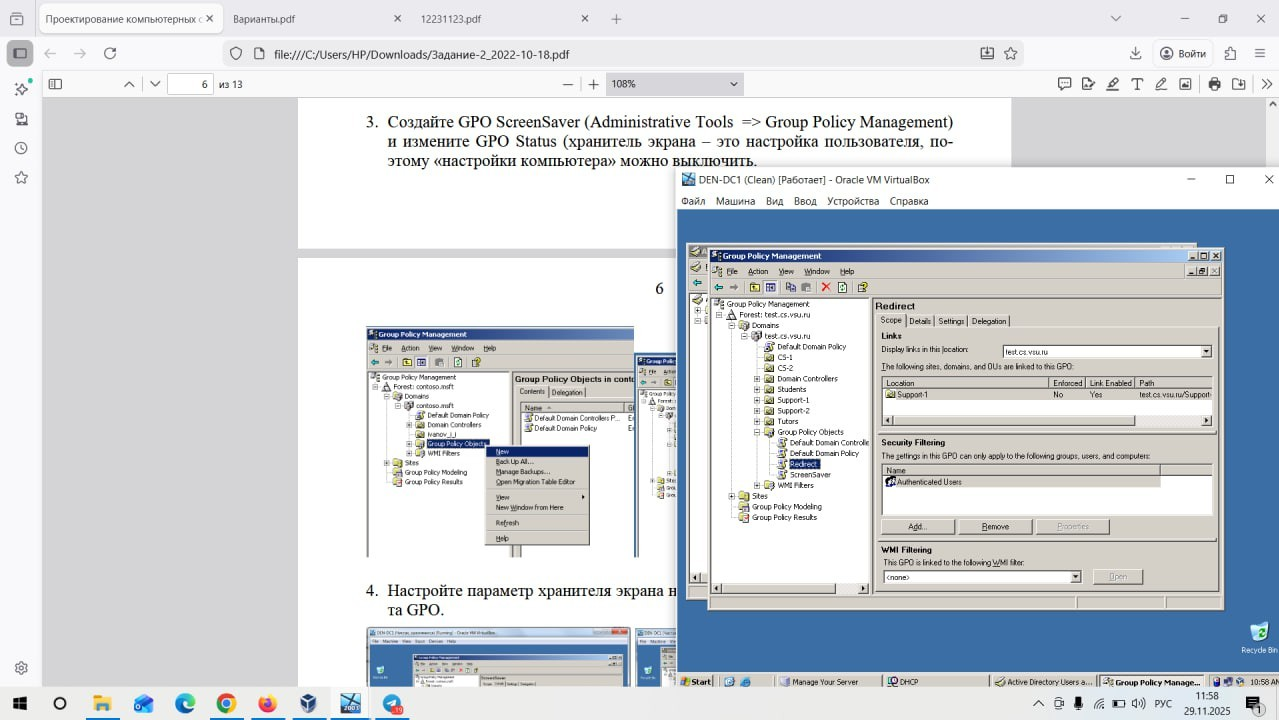 Проектирование компьютерных с
Варианты.pdf
12231123.pdf
file:///C:/Users/HP/Downloads/Задание-2_2022-10-18.pdf
Войти
6 из 13
108%
3. Создайте GPO ScreenSaver (Administrative Tools => Group Policy Management)
и измените GPO Status (хранитель экрана – это настройка пользователя, по-
этому «настройки компьютера» можно выключить.
6
Group Policy Management
File Action View Window Help
Group Policy Management
Forest: contoso.msft
Domains
contoso.msft
Default Domain Policy
Domain Controllers
ivanov_i_i
Group Policy Objects
WMI Filters
Sites
Group Policy Modeling
Group Policy Results
Group Policy Objects in conto
Contents Delegation
Name
Default Domain Controllers P...
Default Domain Policy
New
Back Up All...
Manage Backups...
Open Migration Table Editor
View
New Window from Here
Refresh
Help
4. Настройте параметр хранителя экрана н
та GPO.
DEN-DC1 (Clean) [Работает] - Oracle VM VirtualBox
Файл Машина Вид Ввод Устройства Справка
Group Policy Management
File Action View Window Help
Group Policy Management
Forest: test.cs.vsu.ru
Domains
test.cs.vsu.ru
Default Domain Policy
CS-1
CS-2
Domain Controllers
Students
Support-1
Support-2
Tutors
Group Policy Objects
Default Domain Controlle
Default Domain Policy
Redirect
ScreenSaver
WMI Filters
Sites
Group Policy Modeling
Group Policy Results
Redirect
Scope Details Settings Delegation
Links
Display links in this location: test.cs.vsu.ru
The following sites, domains, and OUs are linked to this GPO:
Location Enforced Link Enabled Path
Support-1 No Yes test.cs.vsu.ru/Support-
Security Filtering
The settings in this GPO can only apply to the following groups, users, and computers:
Name
Authenticated Users
Add... Remove Properties
WMI Filtering
This GPO is linked to the following WMI filter:
<none> Open
Recycle Bin
Start Manage Your Se DHCP Active Directory Users a... Group Policy Manage... 10:58 AM
РУС
11:58
29.11.2025